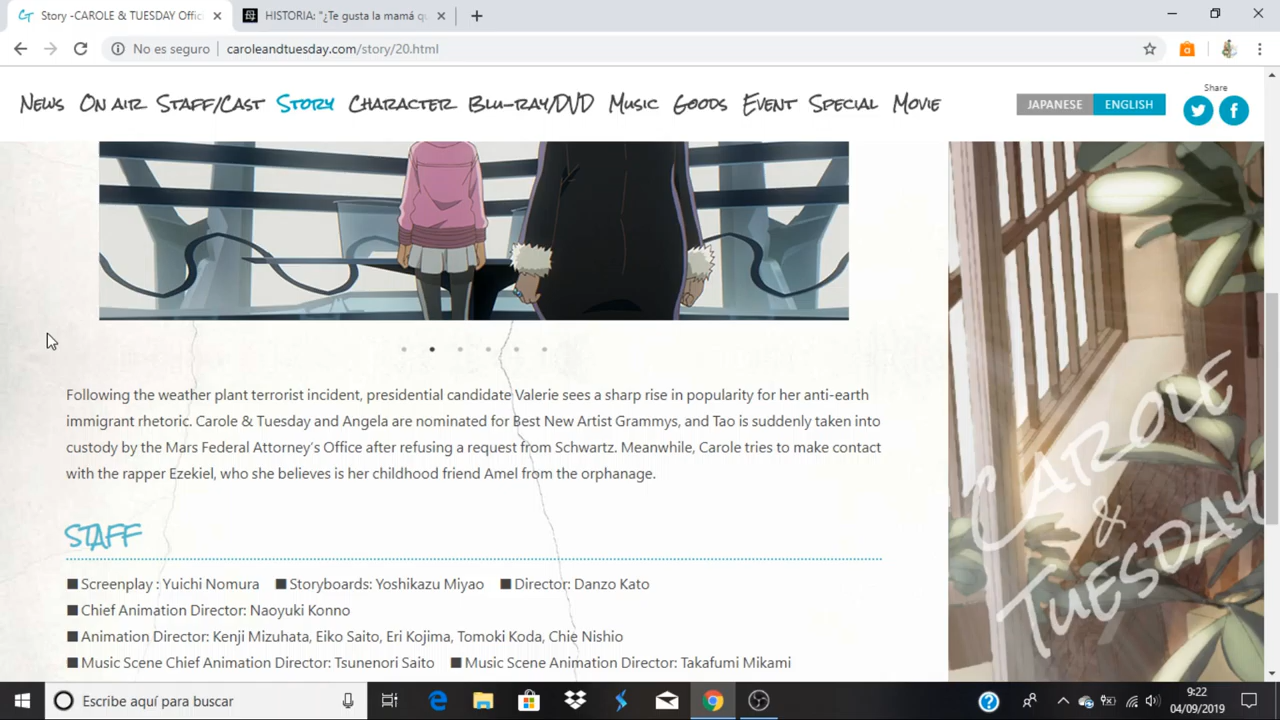 Story -CAROLE & TUESDAY Offic
HISTORIA: "¿Te gusta la mamá qu
No es seguro
caroleandtuesday.com/story/20.html
NEWS ON AIR STAFF/CAST STORY CHARACTER BLU-RAY/DVD MUSIC GOODS EVENT SPECIAL MOVIE
JAPANESE ENGLISH
Share
Following the weather plant terrorist incident, presidential candidate Valerie sees a sharp rise in popularity for her anti-earth
immigrant rhetoric. Carole & Tuesday and Angela are nominated for Best New Artist Grammys, and Tao is suddenly taken into
custody by the Mars Federal Attorney’s Office after refusing a request from Schwartz. Meanwhile, Carole tries to make contact
with the rapper Ezekiel, who she believes is her childhood friend Amel from the orphanage.
STAFF
■Screenplay : Yuichi Nomura ■Storyboards: Yoshikazu Miyao ■Director: Danzo Kato
■Chief Animation Director: Naoyuki Konno
■Animation Director: Kenji Mizuhata, Eiko Saito, Eri Kojima, Tomoki Koda, Chie Nishio
■Music Scene Chief Animation Director: Tsunenori Saito ■Music Scene Animation Director: Takafumi Mikami
CAROLE
&
TUESDAY
Escribe aquí para buscar
9:22
04/09/2019